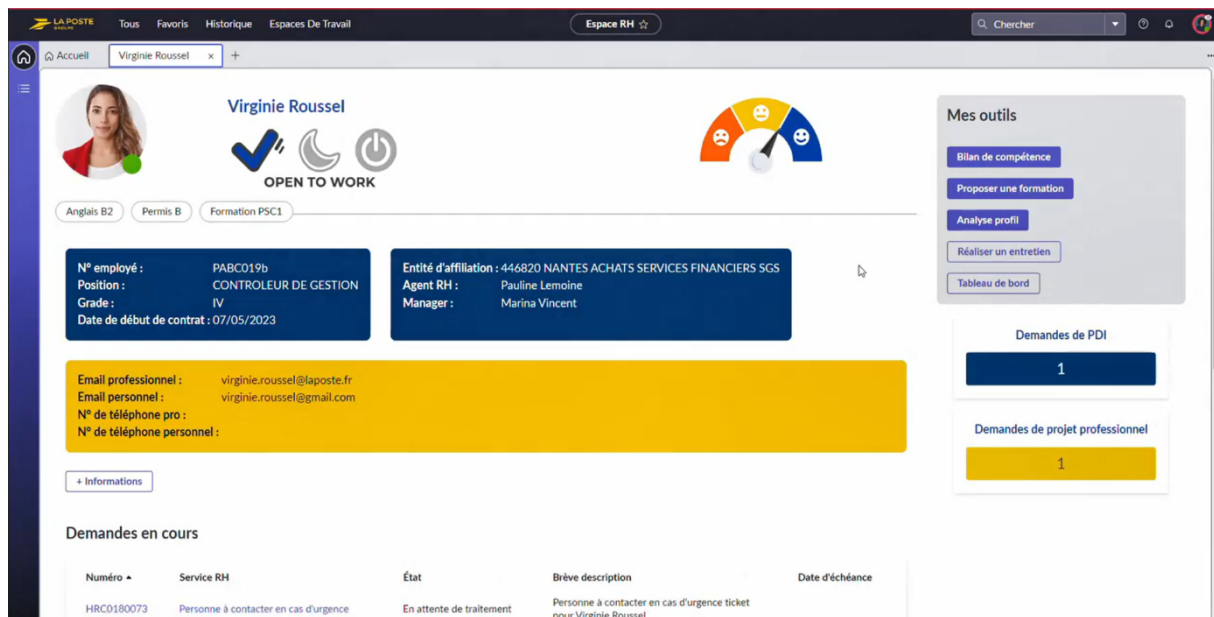 LA POSTE
GROUPE
Tous Favoris Historique Espaces De Travail
Espace RH
Chercher
Accueil
Virginie Roussel x +
Virginie Roussel
OPEN TO WORK
Anglais B2 Permis B Formation PSC1
N° employé : PABC019b
Position : CONTROLEUR DE GESTION
Grade : IV
Date de début de contrat : 07/05/2023
Entité d'affiliation : 446820 NANTES ACHATS SERVICES FINANCIERS SGS
Agent RH : Pauline Lemoine
Manager : Marina Vincent
Email professionnel : virginie.roussel@laposte.fr
Email personnel : virginie.roussel@gmail.com
N° de téléphone pro :
N° de téléphone personnel :
+ Informations
Mes outils
Bilan de compétence
Proposer une formation
Analyse profil
Réaliser un entretien
Tableau de bord
Demandes de PDI
1
Demandes de projet professionnel
1
Demandes en cours
Numéro Service RH État Brève description Date d'échéance
HRC0180073 Personne à contacter en cas d'urgence En attente de traitement Personne à contacter en cas d'urgence ticket
pour Virginie Roussel